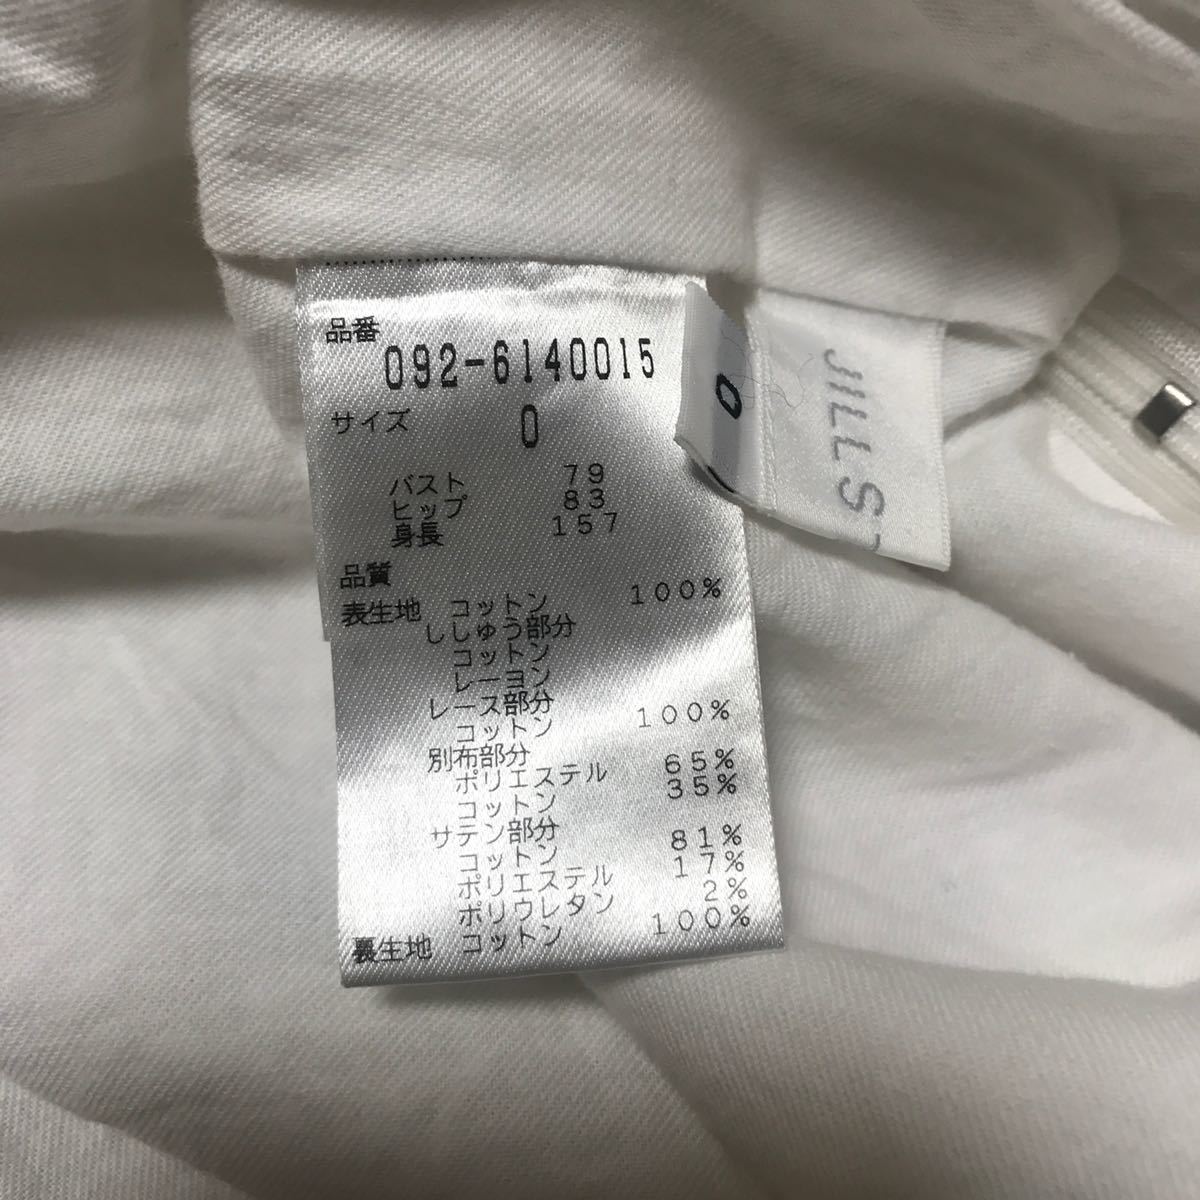 品番
092-6140015
サイズ 0
バスト 79
ヒップ 83
身長 157
品質
表生地 コットン 100%
ししゅう部分
コットン
レーヨン
レース部分
コットン 100%
別布部分
ポリエステル 65%
コットン 35%
サテン部分
コットン 81%
ポリエステル 17%
ポリウレタン 2%
裏生地 コットン 100%
0
JILL S